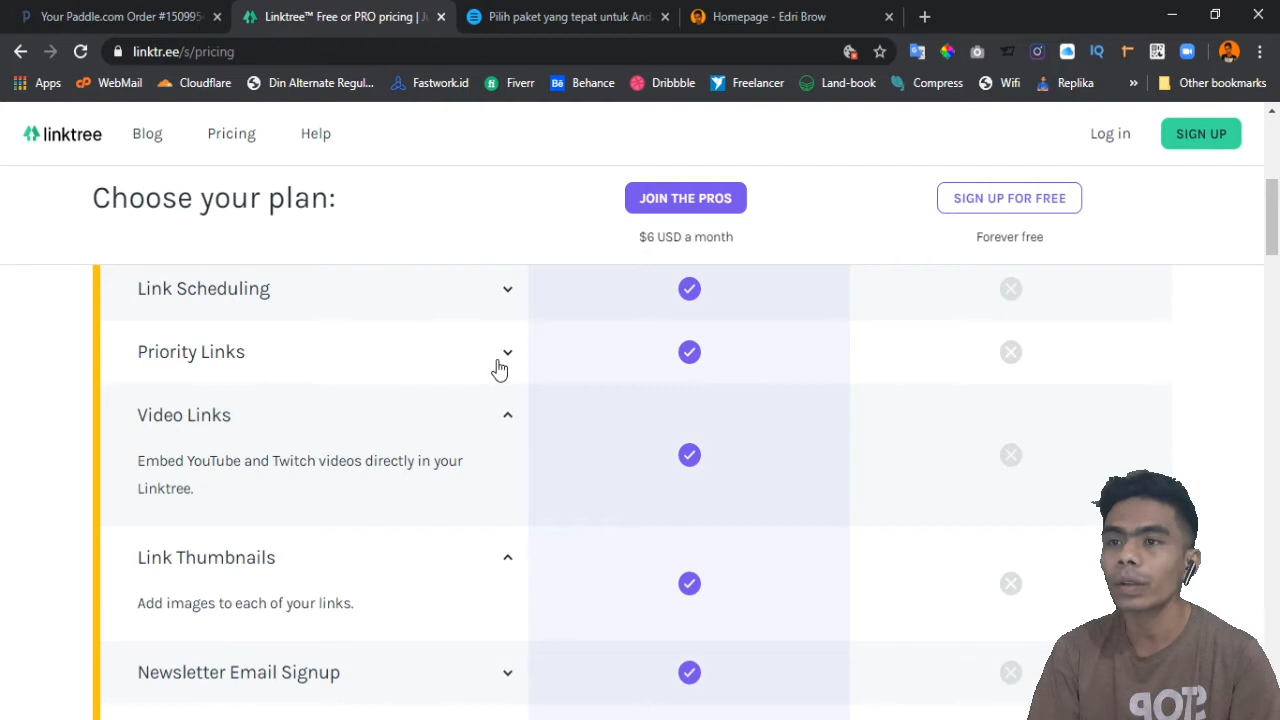 Your Paddle.com Order #150995
Linktree™ Free or PRO pricing | J
Pilih paket yang tepat untuk And
Homepage - Edri Brow
linktr.ee/s/pricing
Apps
WebMail
Cloudflare
Din Alternate Regul...
Fastwork.id
Fiverr
Behance
Dribbble
Freelancer
Land-book
Compress
Wifi
Replika
»
Other bookmarks
linktree
Blog
Pricing
Help
Log in
SIGN UP
Choose your plan:
JOIN THE PROS
SIGN UP FOR FREE
$6 USD a month
Forever free
Link Scheduling
Priority Links
Video Links
Embed YouTube and Twitch videos directly in your
Linktree.
Link Thumbnails
Add images to each of your links.
Newsletter Email Signup
STOP